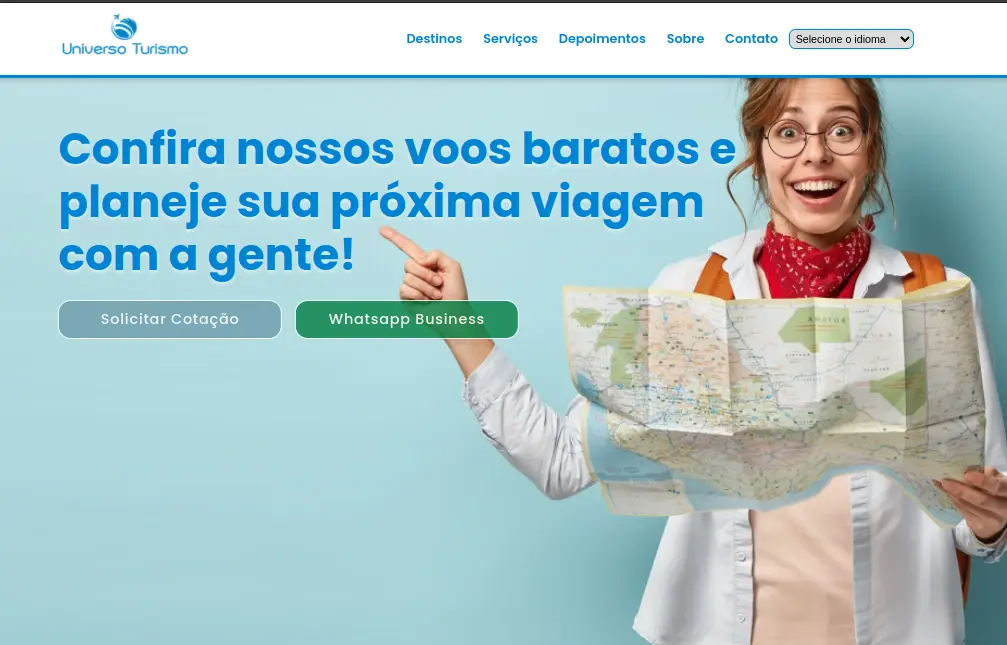 Universo Turismo
Destinos
Serviços
Depoimentos
Sobre
Contato
Selecione o idioma
Confira nossos voos baratos e
planeje sua próxima viagem
com a gente!
Solicitar Cotação
Whatsapp Business